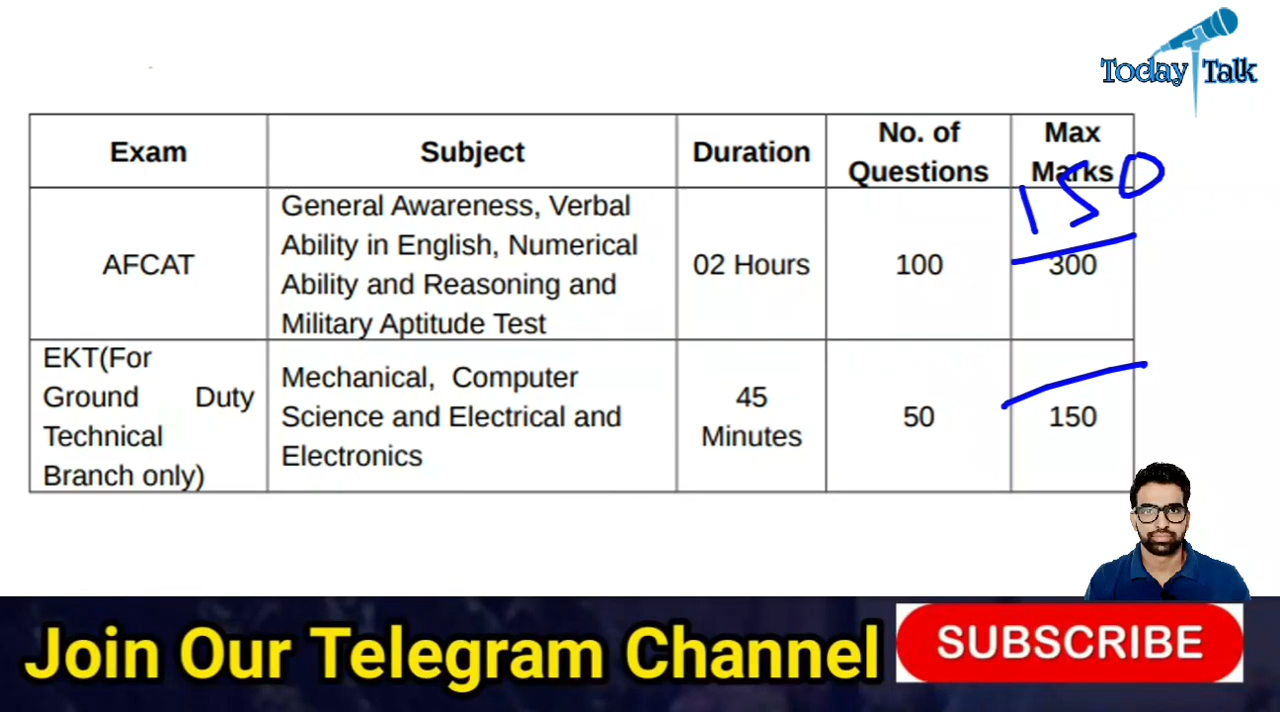 Today Talk
Exam Subject Duration No. of Questions Max Marks
150
AFCAT
General Awareness, Verbal
Ability in English, Numerical
Ability and Reasoning and
Military Aptitude Test
02 Hours
100
300
EKT(For
Ground Duty
Technical
Branch only)
Mechanical, Computer
Science and Electrical and
Electronics
45
Minutes
50
150
Join Our Telegram Channel
SUBSCRIBE